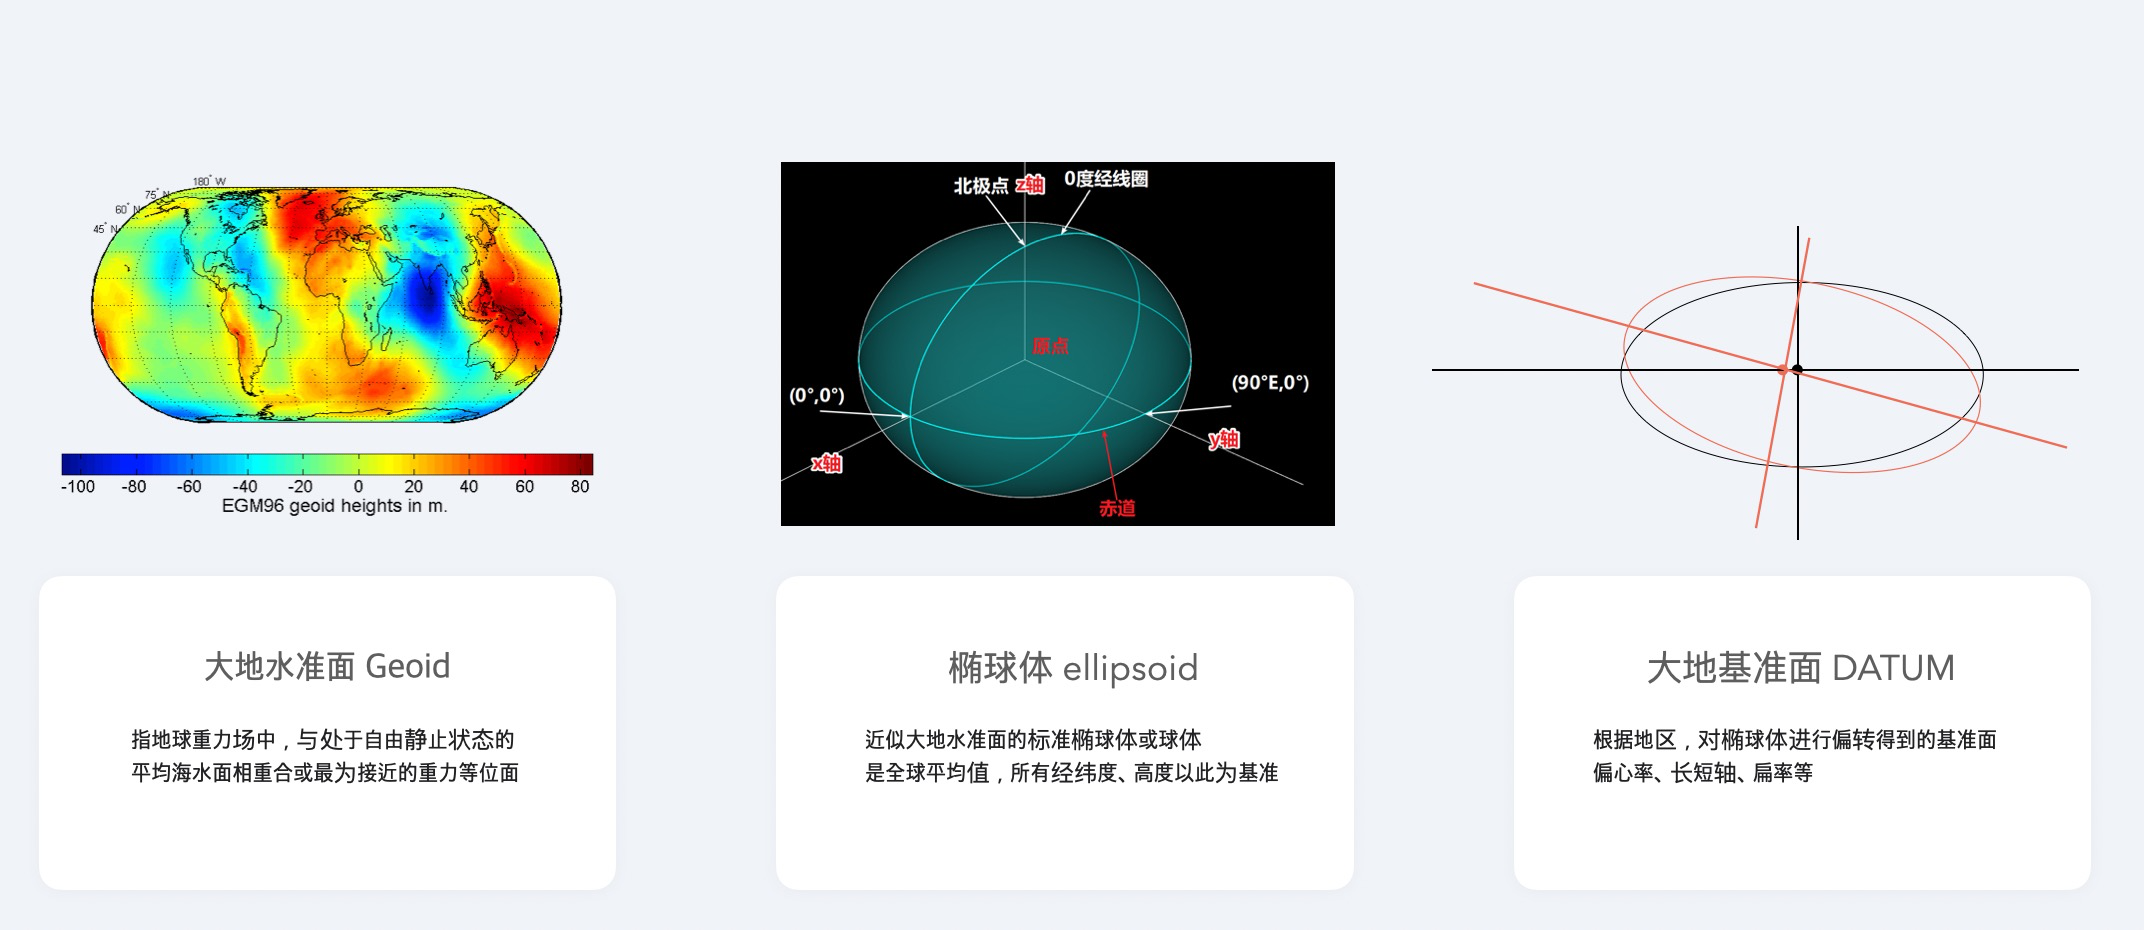 180° W
75° N
60° N
45° N
-100 -80 -60 -40 -20 0 20 40 60 80
EGM96 geoid heights in m.
大地水准面 Geoid
指地球重力场中，与处于自由静止状态的
平均海水面相重合或最为接近的重力等位面
北极点 z轴 0度经线圈
原点
(0°,0°)
(90°E,0°)
x轴
y轴
赤道
椭球体 ellipsoid
近似大地水准面的标准椭球体或球体
是全球平均值，所有经纬度、高度以此为基准
大地基准面 DATUM
根据地区，对椭球体进行偏转得到的基准面
偏心率、长短轴、扁率等